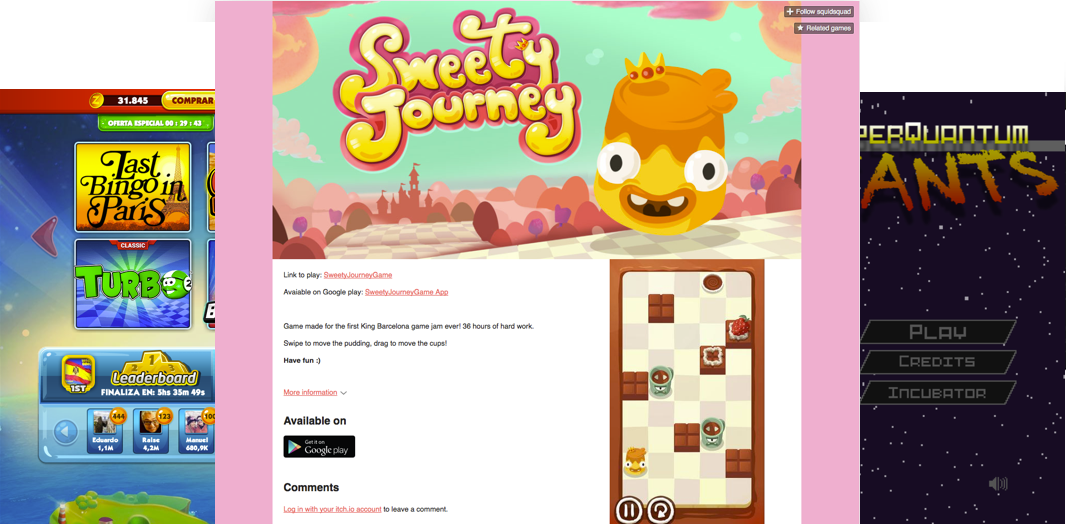 31.845
COMPRAR
OFERTA ESPECIAL 00 : 29 : 43
Last
Bingo in
Paris
CLASSIC
TURBO
2
1
2
3
1ST
Leaderboard
FINALIZA EN: 5hs 35m 49s
444
123
100
Eduardo
Raise
Manuel
1,1M
4,2M
680,9K
Follow squidsquad
Related games
Sweety
Journey
Link to play: SweetyJourneyGame
Avaiable on Google play: SweetyJourneyGame App
Game made for the first King Barcelona game jam ever! 36 hours of hard work.
Swipe to move the pudding, drag to move the cups!
Have fun :)
More information
Available on
Get it on
Google play
Comments
Log in with your itch.io account to leave a comment.
PERQUANTUM
ANTS
PLAY
CREDITS
INCUBATOR